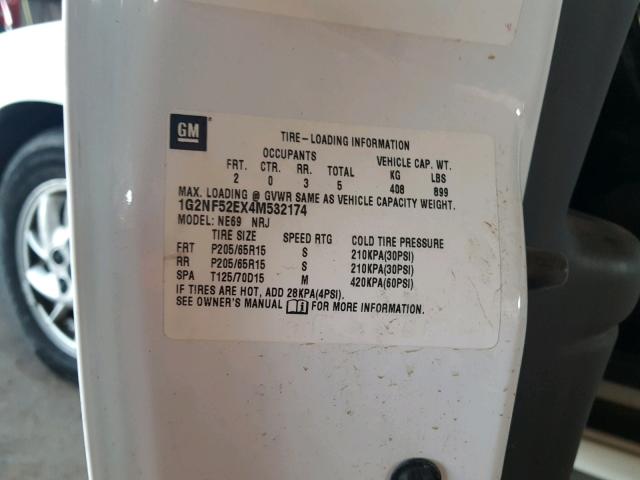 GM
TIRE-LOADING INFORMATION
OCCUPANTS VEHICLE CAP. WT.
FRT. CTR. RR. TOTAL KG LBS
2 0 3 5 408 899
MAX. LOADING @ GVWR SAME AS VEHICLE CAPACITY WEIGHT.
1G2NF52EX4M532174
MODEL: NE69 NRJ
TIRE SIZE SPEED RTG COLD TIRE PRESSURE
FRT P205/65R15 S 210KPA(30PSI)
RR P205/65R15 S 210KPA(30PSI)
SPA T125/70D15 M 420KPA(60PSI)
IF TIRES ARE HOT, ADD 28KPA(4PSI).
SEE OWNER'S MANUAL FOR MORE INFORMATION.